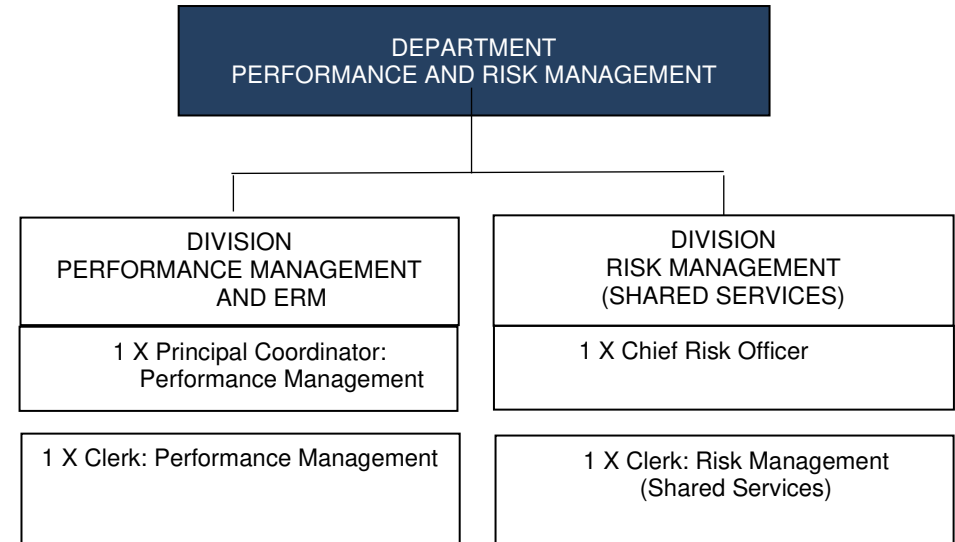 DEPARTMENT
PERFORMANCE AND RISK MANAGEMENT
DIVISION
PERFORMANCE MANAGEMENT
AND ERM
1 X Principal Coordinator:
Performance Management
1 X Clerk: Performance Management
DIVISION
RISK MANAGEMENT
(SHARED SERVICES)
1 X Chief Risk Officer
1 X Clerk: Risk Management
(Shared Services)